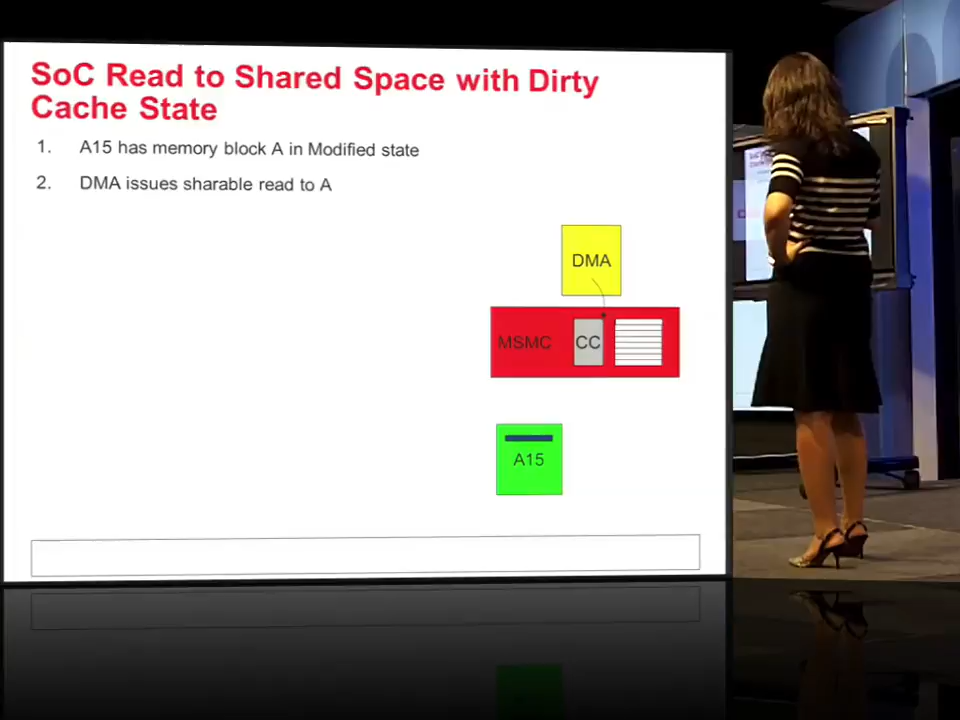 SoC Read to Shared Space with Dirty
Cache State
1. A15 has memory block A in Modified state
2. DMA issues sharable read to A
DMA
MSMC CC
A15